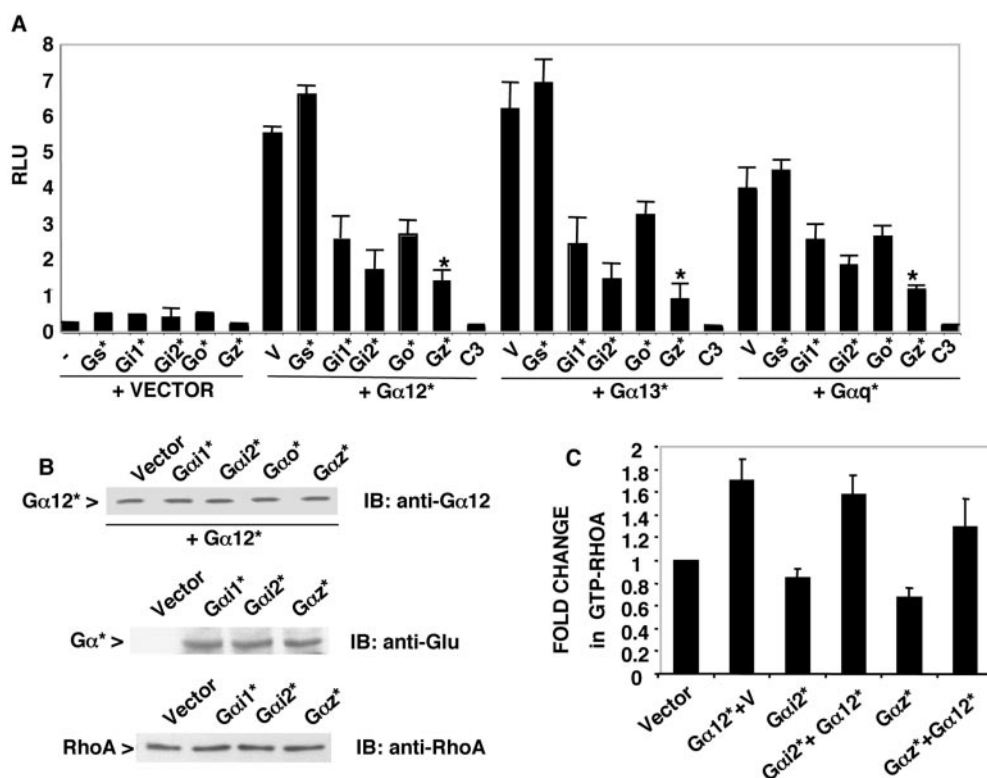 A
RLU
8
7
6
5
4
3
2
1
0
- Gs* Gi1* Gi2* Go* Gz* V Gs* Gi1* Gi2* Go* Gz* C3 V Gs* Gi1* Gi2* Go* Gz* C3 V Gs* Gi1* Gi2* Go* Gz* C3
* * *
+ VECTOR + Gα12* + Gα13* + Gαq*
B
Vector Gαi1* Gαi2* Gαo* Gαz*
Gα12* > IB: anti-Gα12
+ Gα12*
Vector Gαi1* Gαi2* Gαz*
Gα* > IB: anti-Glu
Vector Gαi1* Gαi2* Gαz*
RhoA > IB: anti-RhoA
C
FOLD CHANGE
in GTP-RHOA
2
1.8
1.6
1.4
1.2
1
0.8
0.6
0.4
0.2
0
Vector Gα12*+V Gαi2* Gαi2*+ Gα12* Gαz* Gαz*+Gα12*